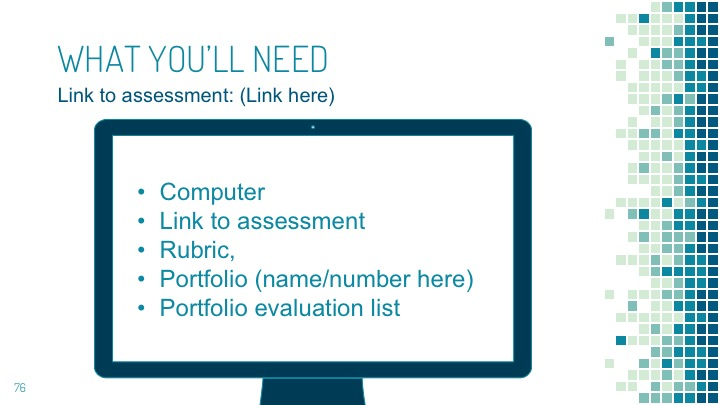 WHAT YOU'LL NEED
Link to assessment: (Link here)
• Computer
• Link to assessment
• Rubric,
• Portfolio (name/number here)
• Portfolio evaluation list
76